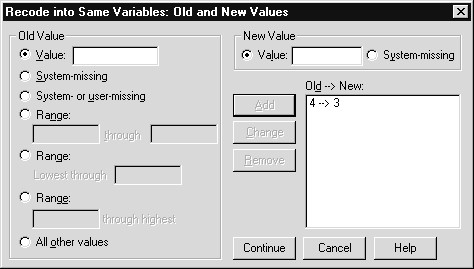 Recode into Same Variables: Old and New Values
Old Value
Value:
System-missing
System- or user-missing
Range:
through
Range:
Lowest through
Range:
through highest
All other values
New Value
Value:
System-missing
Old --> New:
Add
Change
Remove
4 --> 3
Continue
Cancel
Help